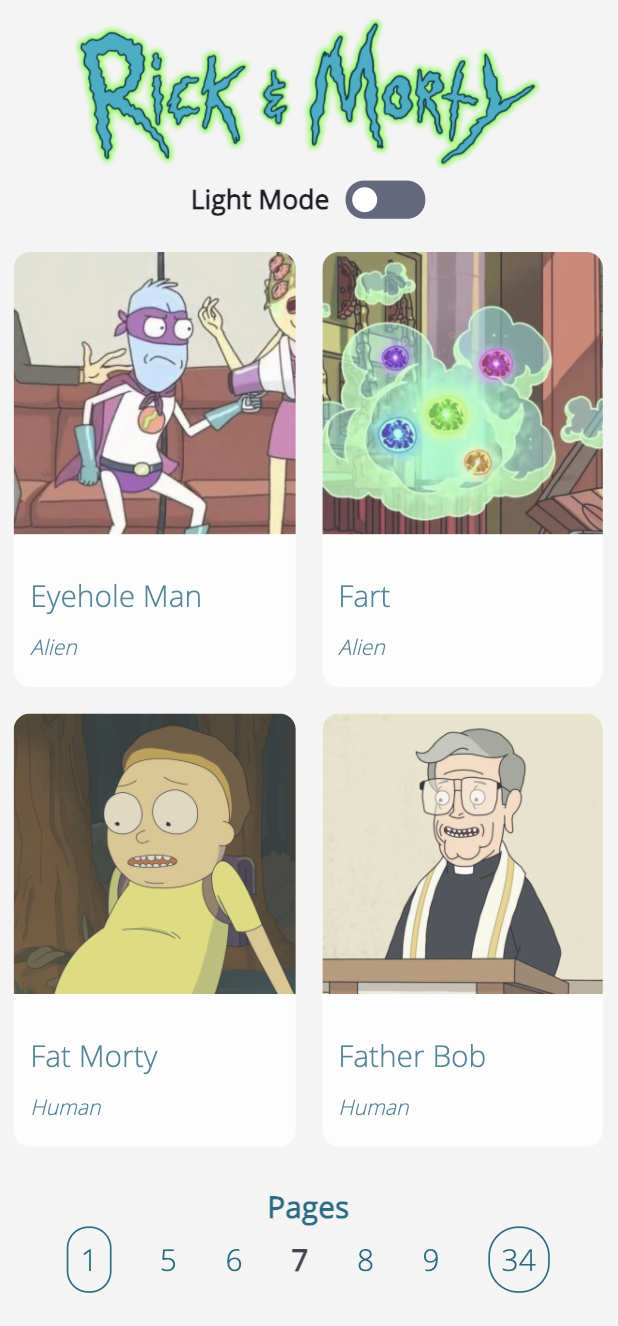 Rick & Morty
Light Mode
Eyehole Man
Alien
Fart
Alien
Fat Morty
Human
Father Bob
Human
Pages
1 5 6 7 8 9 34